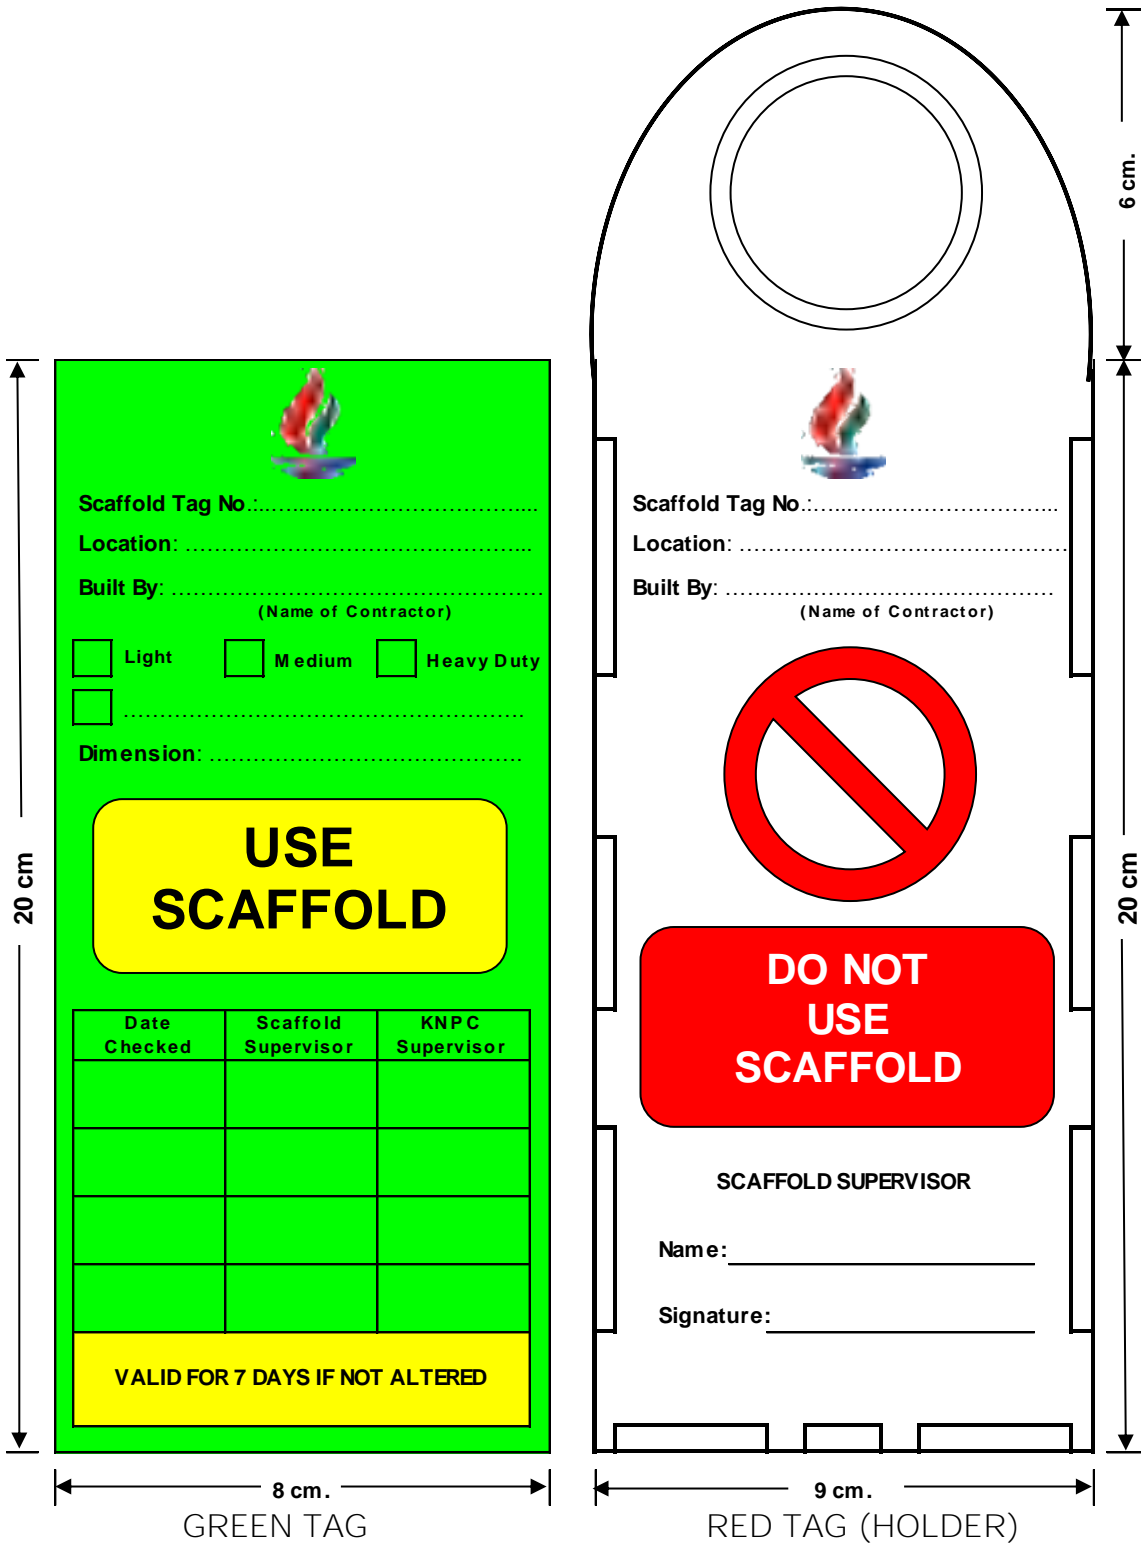 6 cm.
20 cm
Scaffold Tag No.:.............................................
Location: ...............................................
Built By: ...................................................
(Name of Contractor)
Light
Medium
Heavy Duty
.......................................................
Dimension: ...........................................
USE
SCAFFOLD
Date Checked
Scaffold Supervisor
KNPC Supervisor
VALID FOR 7 DAYS IF NOT ALTERED
8 cm.
GREEN TAG
Scaffold Tag No.:..................................
Location: .............................................
Built By: .............................................
(Name of Contractor)
DO NOT
USE
SCAFFOLD
SCAFFOLD SUPERVISOR
Name:
Signature:
20 cm
9 cm.
RED TAG (HOLDER)